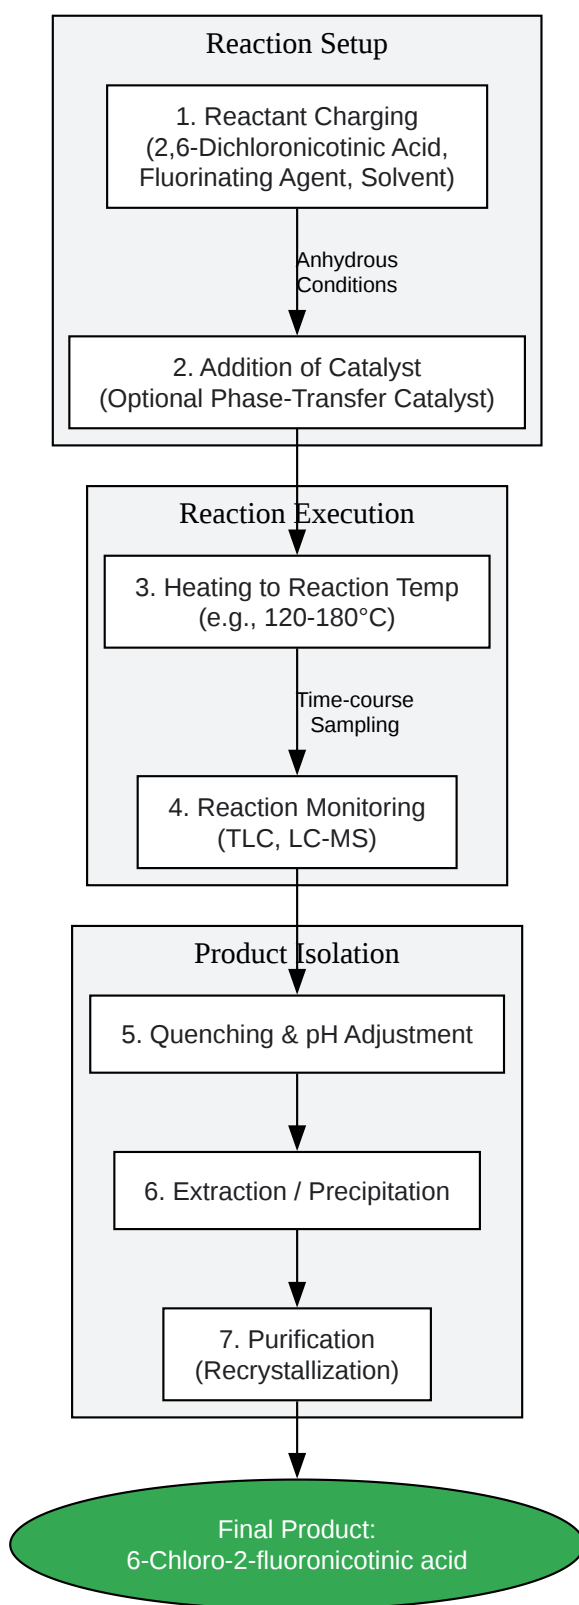 Reaction Setup
1. Reactant Charging
(2,6-Dichloronicotinic Acid,
Fluorinating Agent, Solvent)
Anhydrous
Conditions
2. Addition of Catalyst
(Optional Phase-Transfer Catalyst)
Reaction Execution
3. Heating to Reaction Temp
(e.g., 120-180°C)
Time-course
Sampling
4. Reaction Monitoring
(TLC, LC-MS)
Product Isolation
5. Quenching & pH Adjustment
6. Extraction / Precipitation
7. Purification
(Recrystallization)
Final Product:
6-Chloro-2-fluoronicotinic acid